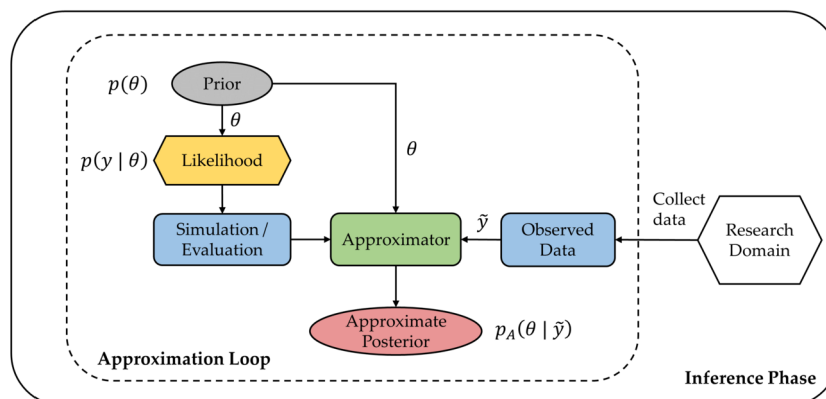 p(θ)
Prior
θ
p(y | θ)
Likelihood
θ
Simulation /
Evaluation
Approximator
ỹ
Observed
Data
Collect
data
Research
Domain
Approximate
Posterior
p_A(θ | ỹ)
Approximation Loop
Inference Phase